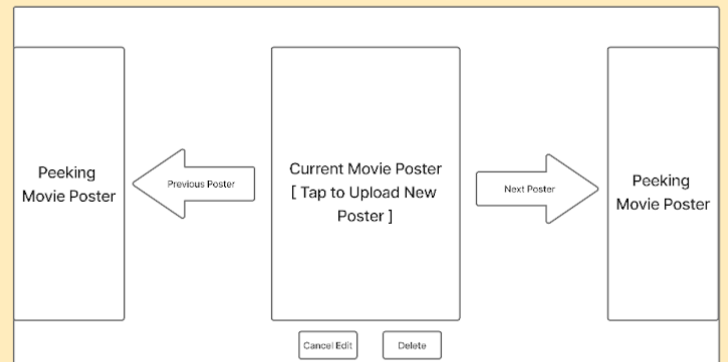 Peeking
Movie Poster
Previous Poster
Current Movie Poster
[ Tap to Upload New
Poster ]
Next Poster
Peeking
Movie Poster
Cancel Edit
Delete